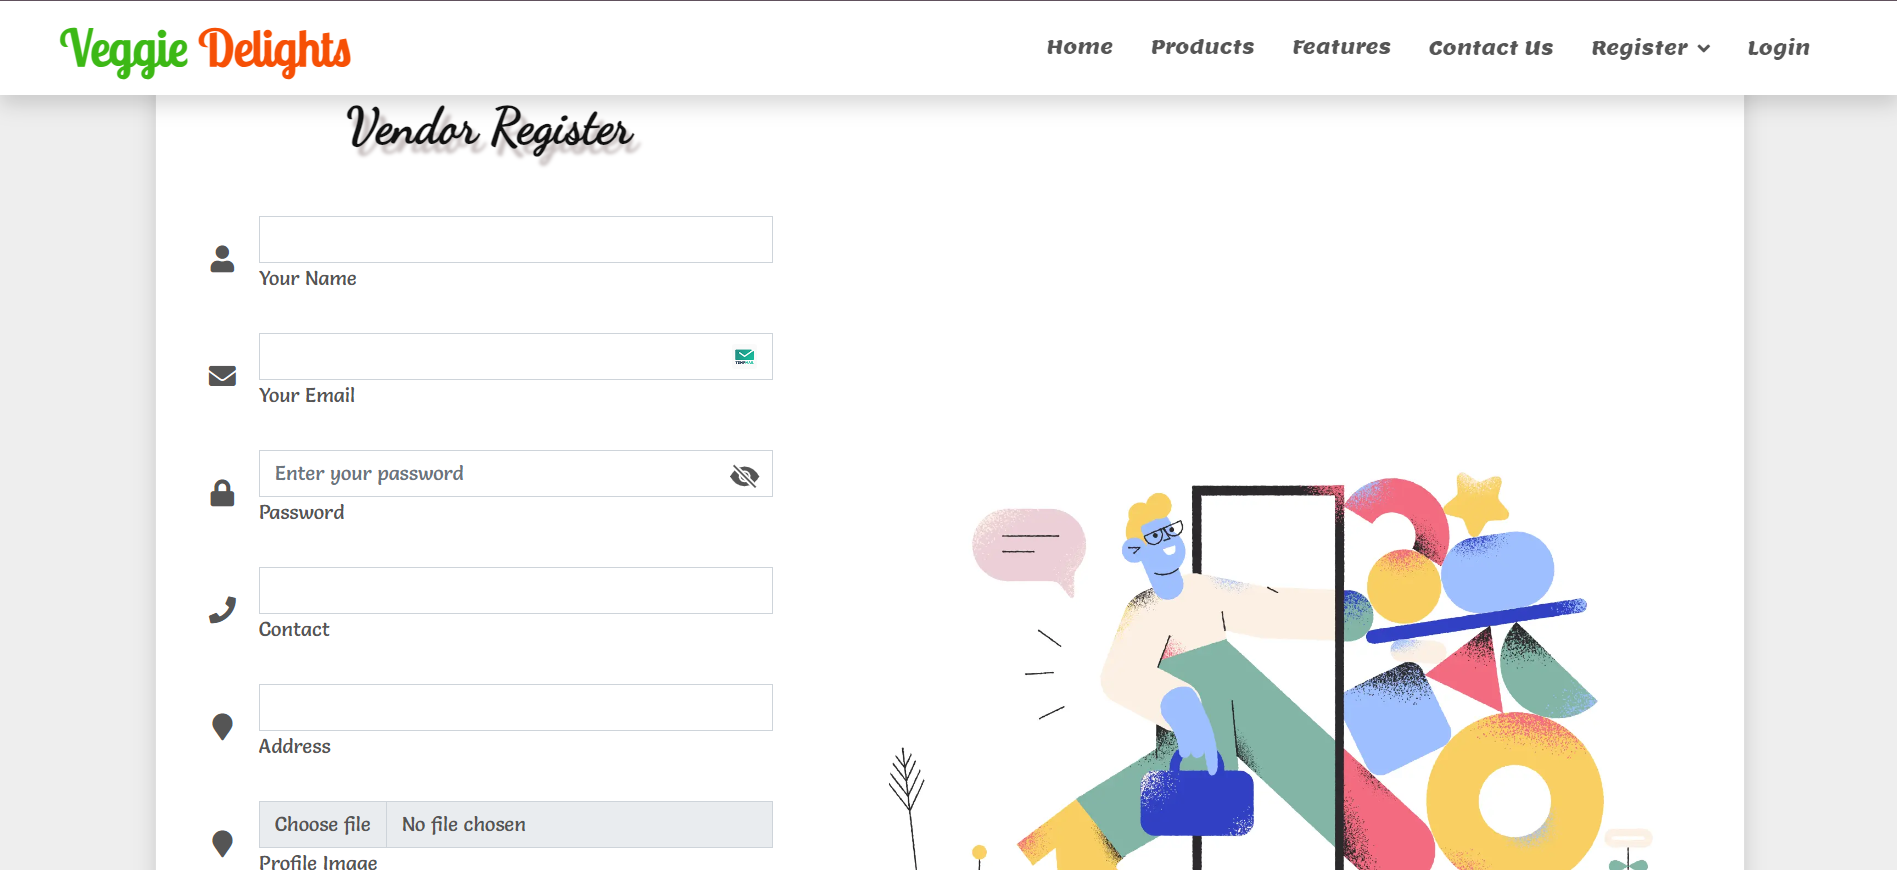 Veggie Delights
Home Products Features Contact Us Register Login
Vendor Register
Your Name
Your Email
Enter your password
Password
Contact
Address
Choose file No file chosen
Profile Image